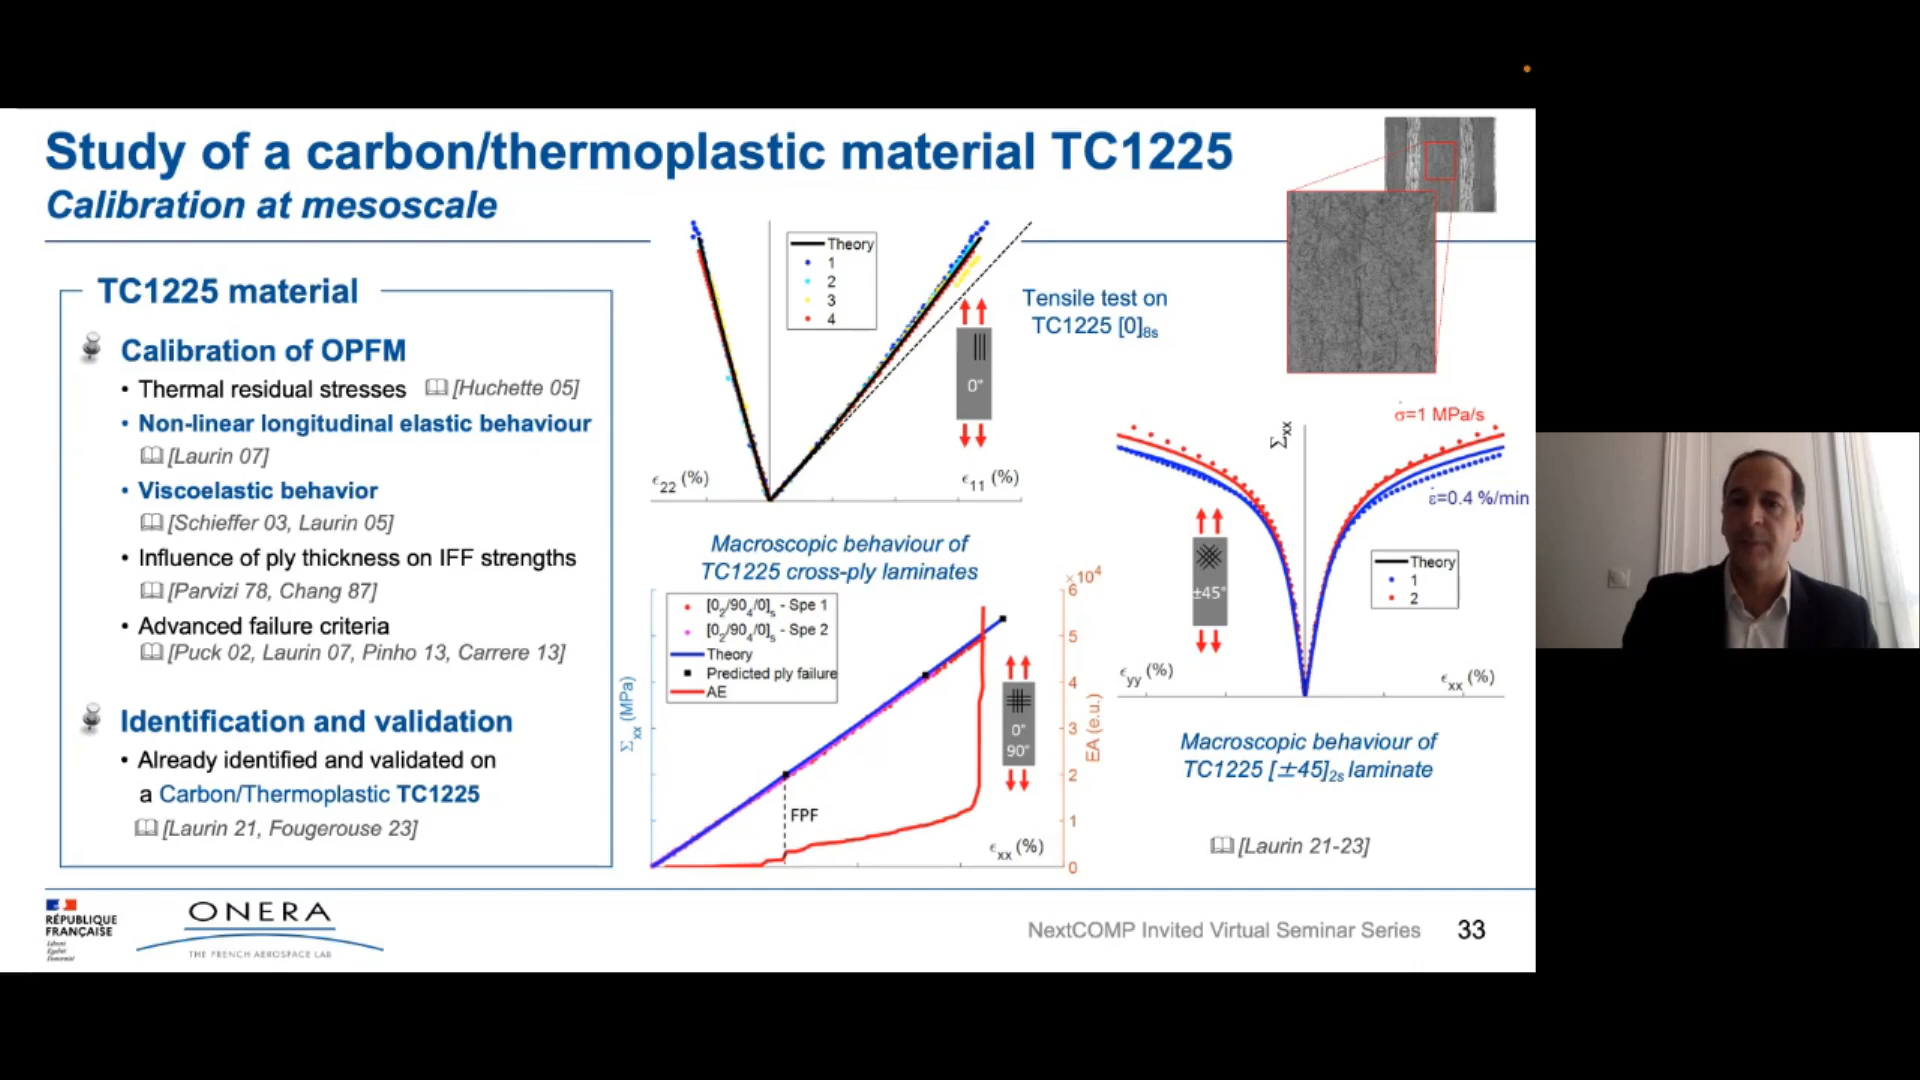 Study of a carbon/thermoplastic material TC1225
Calibration at mesoscale
TC1225 material
Calibration of OPFM
• Thermal residual stresses [Huchette 05]
• Non-linear longitudinal elastic behaviour
[Laurin 07]
• Viscoelastic behavior
[Schieffer 03, Laurin 05]
• Influence of ply thickness on IFF strengths
[Parvizi 78, Chang 87]
• Advanced failure criteria
[Puck 02, Laurin 07, Pinho 13, Carrere 13]
Identification and validation
• Already identified and validated on
a Carbon/Thermoplastic TC1225
[Laurin 21, Fougerouse 23]
Theory
1
2
3
4
0°
ϵ22 (%)
ϵ11 (%)
Tensile test on
TC1225 [0]8s
Macroscopic behaviour of
TC1225 cross-ply laminates
[02/904/0]s - Spe 1
[02/904/0]s - Spe 2
Theory
Predicted ply failure
AE
Σxx (MPa)
FPF
ϵxx (%)
0°
90°
×10⁴
6
5
4
3
2
1
0
EA (e.u.)
Σxx
σ̇=1 MPa/s
ε̇=0.4 %/min
±45°
Theory
1
2
ϵyy (%)
ϵxx (%)
Macroscopic behaviour of
TC1225 [±45]2s laminate
[Laurin 21-23]
RÉPUBLIQUE
FRANÇAISE
Liberté
Égalité
Fraternité
ONERA
THE FRENCH AEROSPACE LAB
NextCOMP Invited Virtual Seminar Series
33